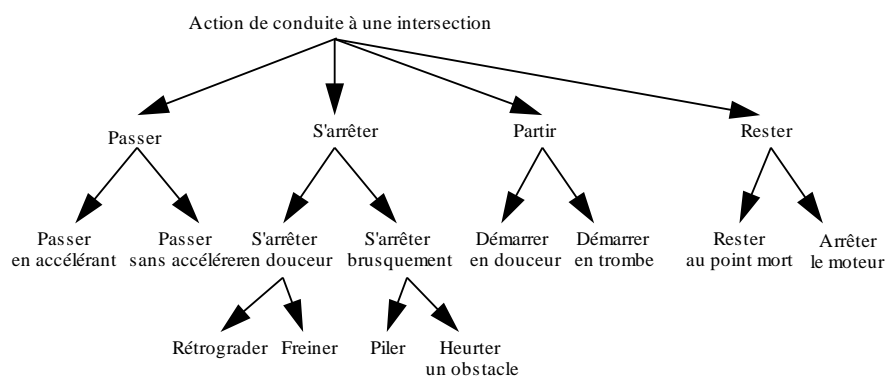 Action de conduite à une intersection
Passer
S'arrêter
Partir
Rester
Passer
en accélérant
Passer
sans accélérer
S'arrêter
en douceur
S'arrêter
brusquement
Démarrer
en douceur
Démarrer
en trombe
Rester
au point mort
Arrêter
le moteur
Rétrograder
Freiner
Piler
Heurter
un obstacle